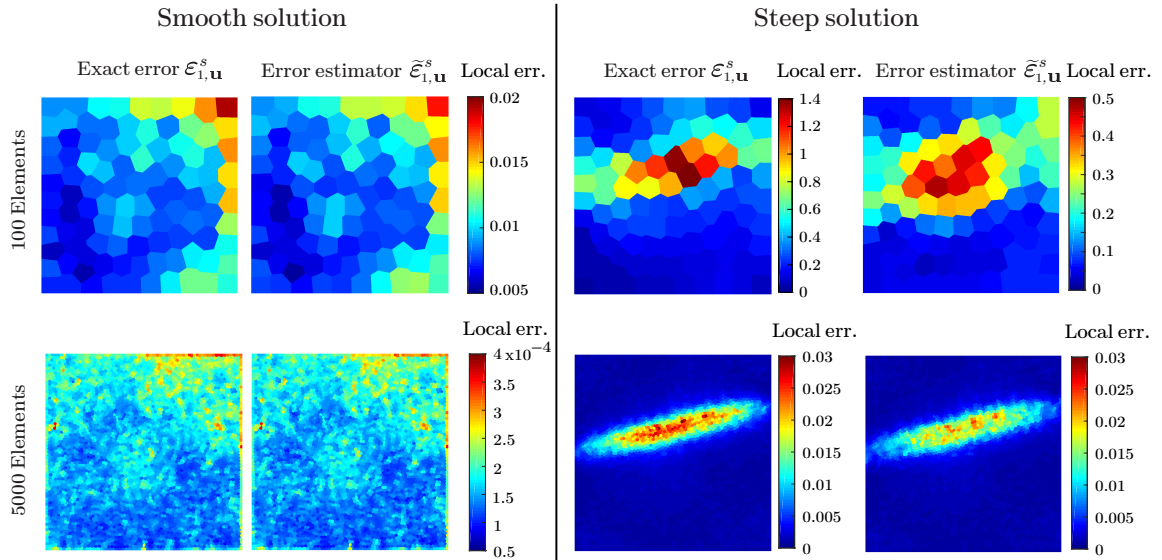 Smooth solution
Steep solution
Exact error ε^s_{1,u}
Error estimator ε̃^s_{1,u}
Local err.
Exact error ε^s_{1,u}
Local err.
Error estimator ε̃^s_{1,u}
Local err.
100 Elements
0.02
0.015
0.01
0.005
1.4
1.2
1
0.8
0.6
0.4
0.2
0
0.5
0.4
0.3
0.2
0.1
0
5000 Elements
Local err.
4 x10⁻⁴
3.5
3
2.5
2
1.5
1
0.5
Local err.
0.03
0.025
0.02
0.015
0.01
0.005
0
Local err.
0.03
0.025
0.02
0.015
0.01
0.005
0